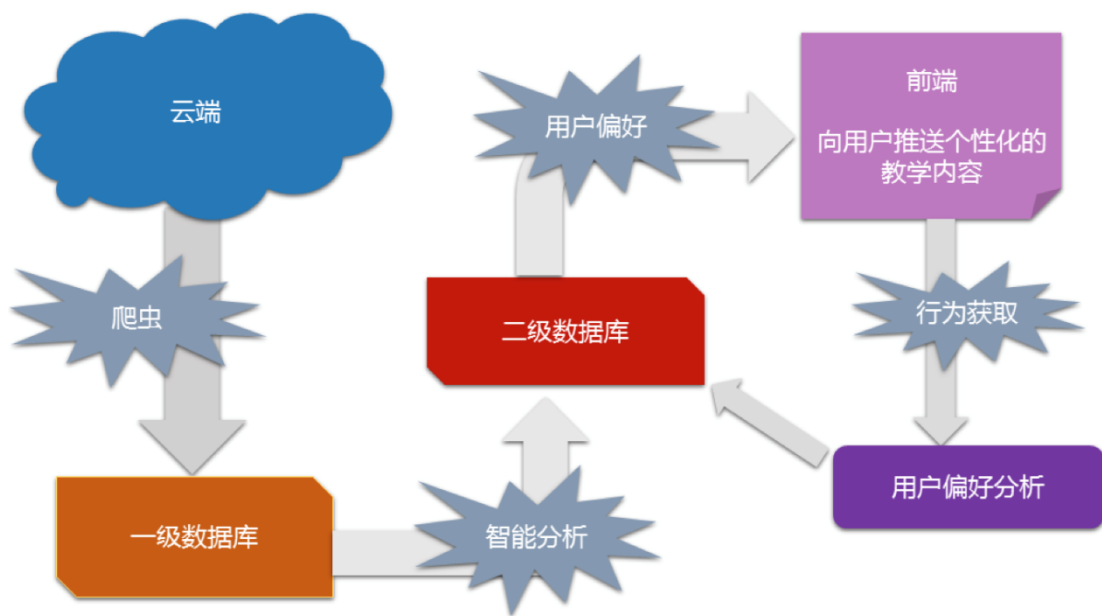 云端
爬虫
一级数据库
智能分析
二级数据库
用户偏好
前端
向用户推送个性化的
教学内容
行为获取
用户偏好分析